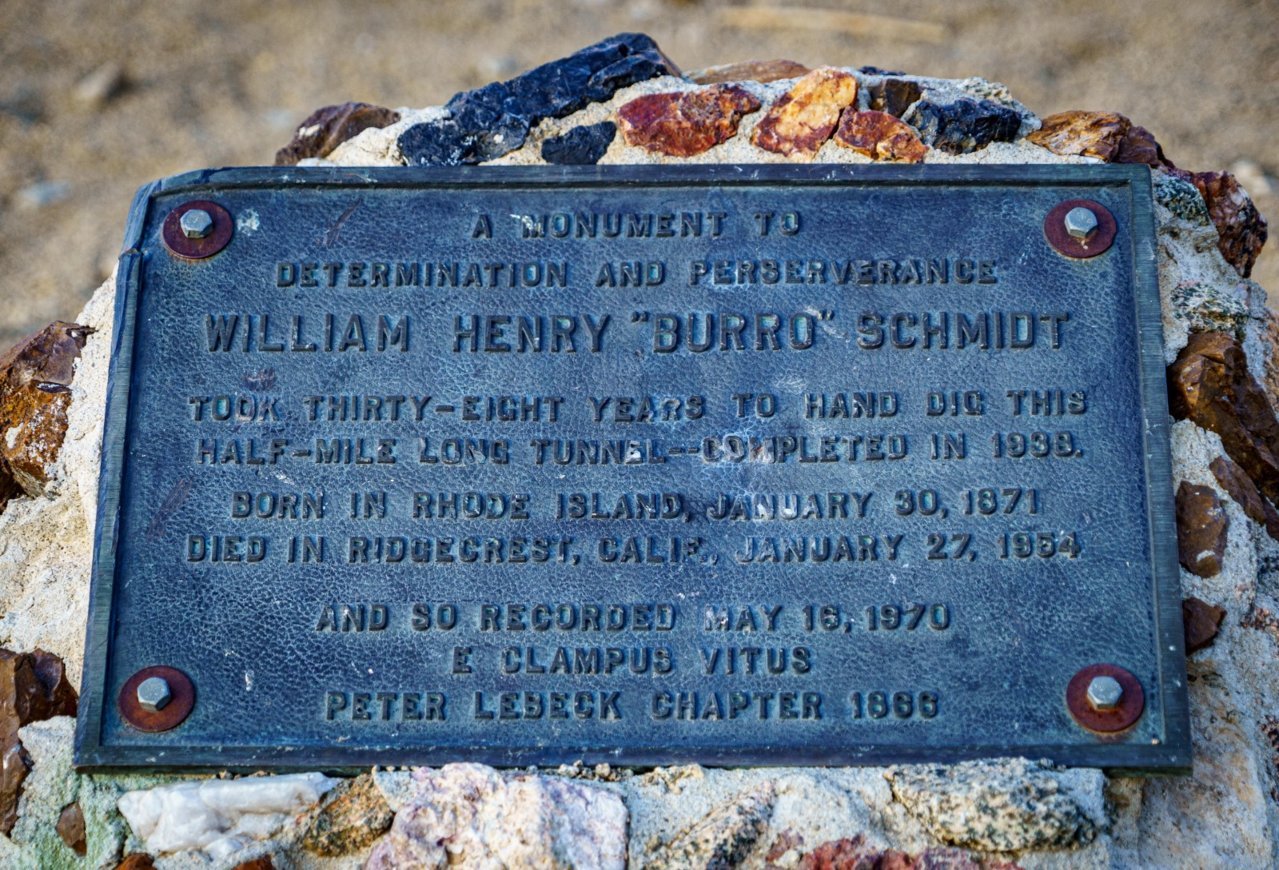 A MONUMENT TO
DETERMINATION AND PERSERVERANCE
WILLIAM HENRY "BURRO" SCHMIDT
TOOK THIRTY-EIGHT YEARS TO HAND DIG THIS
HALF-MILE LONG TUNNEL--COMPLETED IN 1938.
BORN IN RHODE ISLAND, JANUARY 30, 1871
DIED IN RIDGECREST, CALIF., JANUARY 27, 1954
AND SO RECORDED MAY 16, 1970
E CLAMPUS VITUS
PETER LEBECK CHAPTER 1866